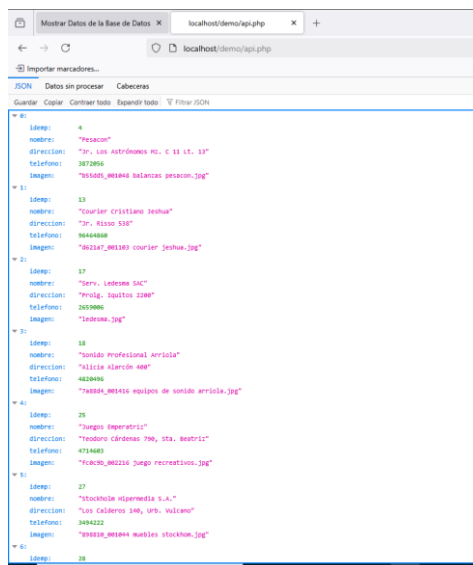 Mostrar Datos de la Base de Datos
localhost/demo/api.php
localhost/demo/api.php
Importar marcadores...
JSON Datos sin procesar Cabeceras
Guardar Copiar Contraer todo Expandir todo Filtrar JSON
0:
idemp: 4
nombre: "Pesacon"
direccion: "Jr. Los Astrónomos Mz. C 11 Lt. 13"
telefono: 3872056
imagen: "b55dd5_001048 balanzas pesacon.jpg"
1:
idemp: 13
nombre: "Courier Cristiano Jeshua"
direccion: "Jr. Risso 538"
telefono: 96464860
imagen: "d621a7_001103 courier jeshua.jpg"
2:
idemp: 17
nombre: "Serv. Ledesma SAC"
direccion: "Prolg. Iquitos 2200"
telefono: 2659006
imagen: "ledesma.jpg"
3:
idemp: 18
nombre: "Sonido Profesional Arriola"
direccion: "Alicia Alarcón 400"
telefono: 4820496
imagen: "7a88d4_001416 equipos de sonido arriola.jpg"
4:
idemp: 25
nombre: "Juegos Emperatriz"
direccion: "Teodoro Cárdenas 790, Sta. Beatriz"
telefono: 4714603
imagen: "fc0c9b_002216 juego recreativos.jpg"
5:
idemp: 27
nombre: "Stockholm Hipermedia S.A."
direccion: "Los Calderos 140, Urb. Vulcano"
telefono: 3494222
imagen: "898810_001044 muebles stockhom.jpg"
6:
idemp: 28